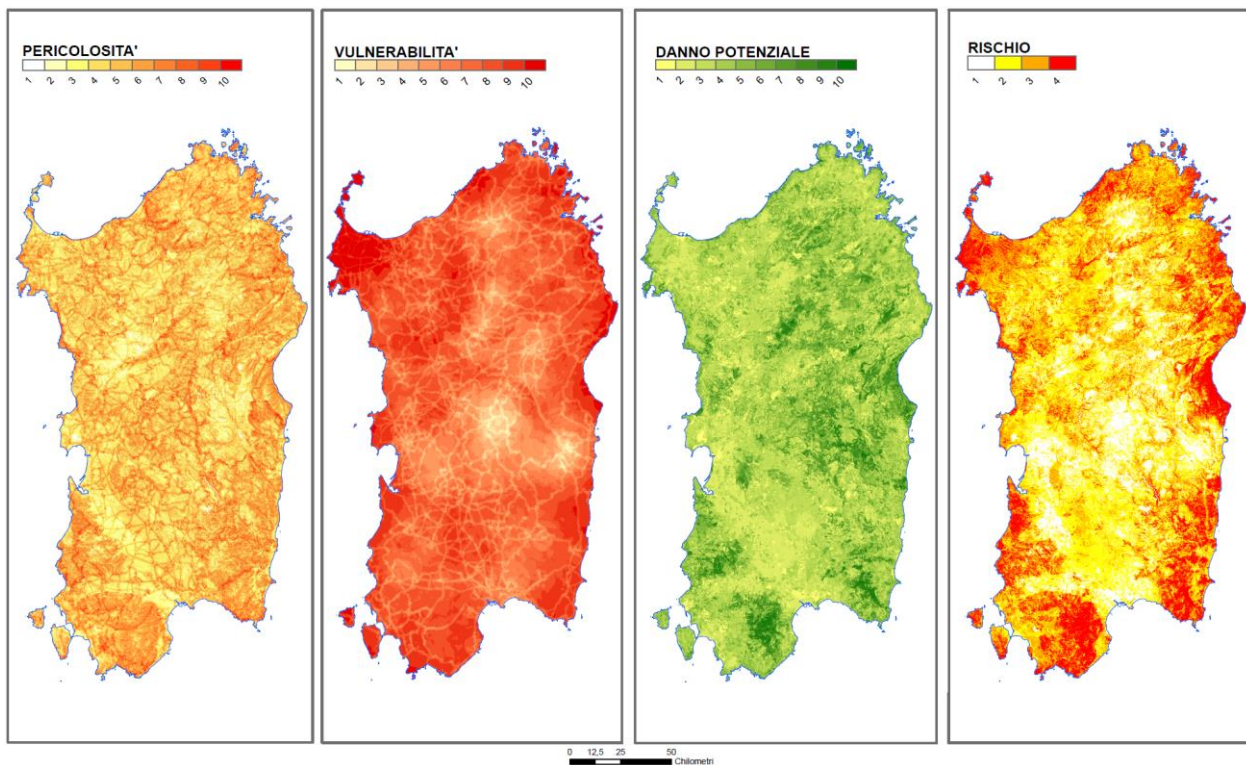 PERICOLOSITA'
1 2 3 4 5 6 7 8 9 10
VULNERABILITA'
1 2 3 4 5 6 7 8 9 10
DANNO POTENZIALE
1 2 3 4 5 6 7 8 9 10
RISCHIO
1 2 3 4
0 12,5 25 50
Chilometri